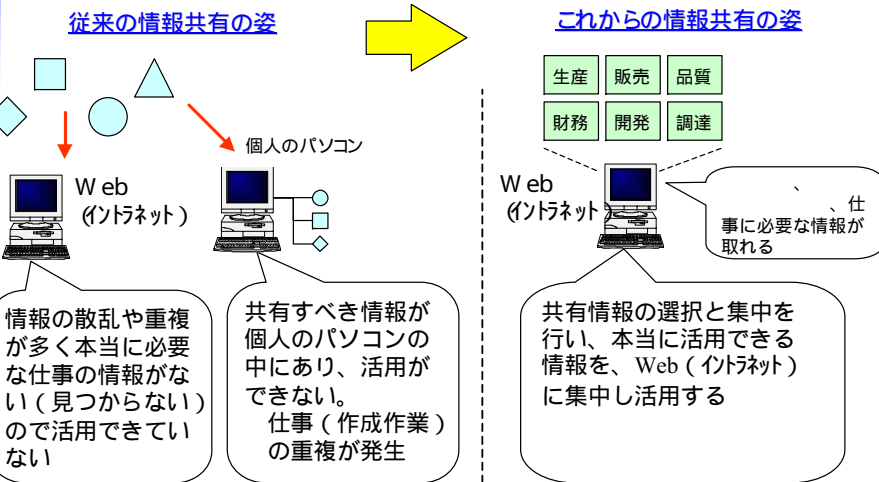 従来の情報共有の姿
個人のパソコン
Web
(イントラネット)
情報の散乱や重複
が多く本当に必要
な仕事の情報がな
い(見つからない)
ので活用できてい
ない
共有すべき情報が
個人のパソコンの
中にあり、活用が
できない。
仕事(作成作業)
の重複が発生
これからの情報共有の姿
生産 販売 品質
財務 開発 調達
Web
(イントラネット)
、
、仕
事に必要な情報が
取れる
共有情報の選択と集中を
行い、本当に活用できる
情報を、Web(イントラネット)
に集中し活用する